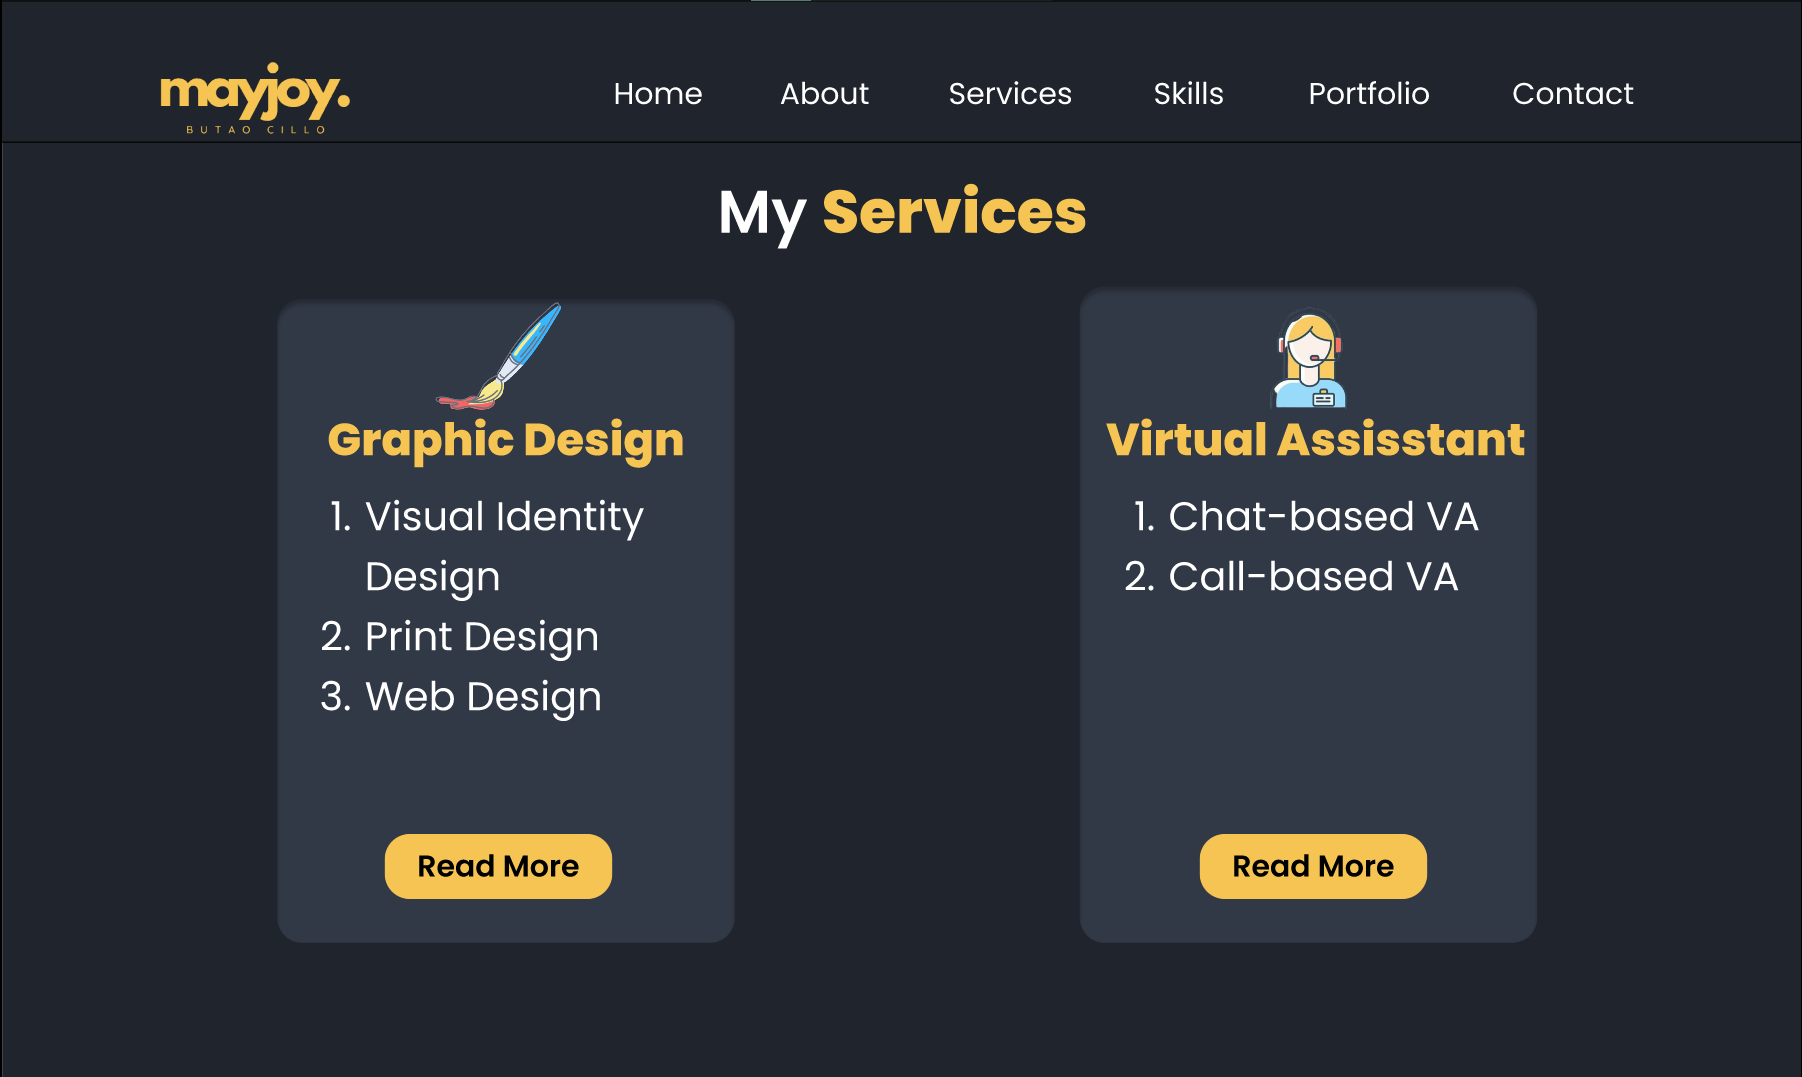 mayjoy.
BUTAO CILLO
Home About Services Skills Portfolio Contact
My Services
Graphic Design
1. Visual Identity
Design
2. Print Design
3. Web Design
Read More
Virtual Assisstant
1. Chat-based VA
2. Call-based VA
Read More